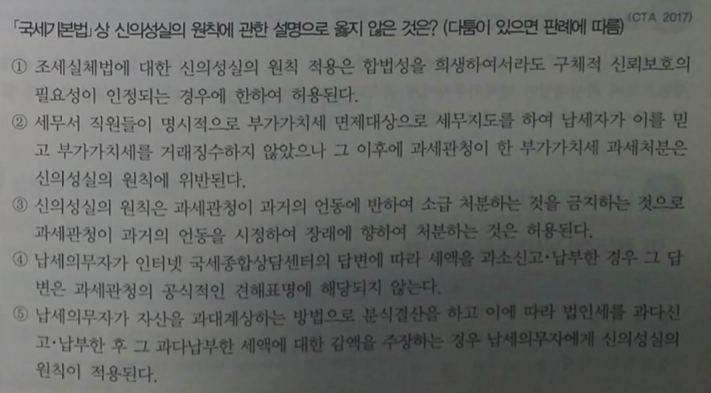 「국세기본법」상 신의성실의 원칙에 관한 설명으로 옳지 않은 것은? (다툼이 있으면 판례에 따름) (CTA 2017)
① 조세실체법에 대한 신의성실의 원칙 적용은 합법성을 희생하여서라도 구체적 신뢰보호의
필요성이 인정되는 경우에 한하여 허용된다.
② 세무서 직원들이 명시적으로 부가가치세 면제대상으로 세무지도를 하여 납세자가 이를 믿
고 부가가치세를 거래징수하지 않았으나 그 이후에 과세관청이 한 부가가치세 과세처분은
신의성실의 원칙에 위반된다.
③ 신의성실의 원칙은 과세관청이 과거의 언동에 반하여 소급 처분하는 것을 금지하는 것으로
과세관청이 과거의 언동을 시정하여 장래에 향하여 처분하는 것은 허용된다.
④ 납세의무자가 인터넷 국세종합상담센터의 답변에 따라 세액을 과소신고·납부한 경우 그 답
변은 과세관청의 공식적인 견해표명에 해당되지 않는다.
⑤ 납세의무자가 자산을 과대계상하는 방법으로 분식결산을 하고 이에 따라 법인세를 과다신
고·납부한 후 그 과다납부한 세액에 대한 감액을 주장하는 경우 납세의무자에게 신의성실의
원칙이 적용된다.